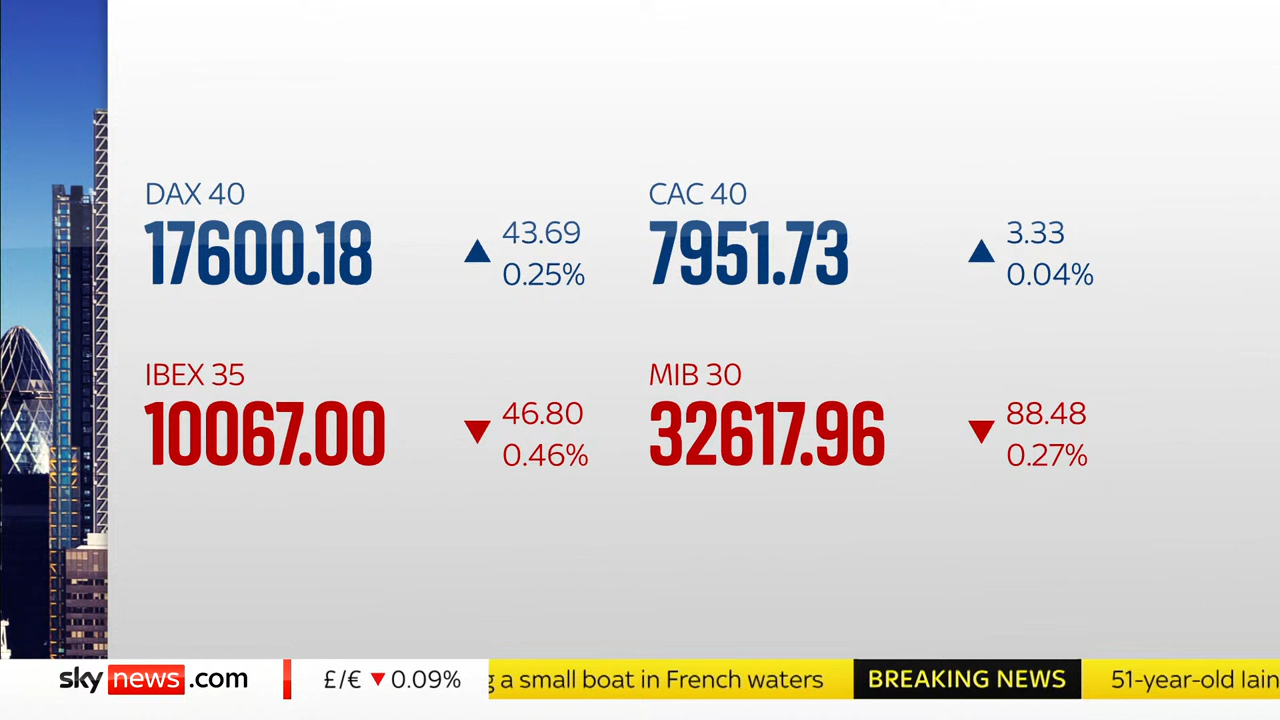 DAX 40
17600.18
▲ 43.69
0.25%
CAC 40
7951.73
▲ 3.33
0.04%
IBEX 35
10067.00
▼ 46.80
0.46%
MIB 30
32617.96
▼ 88.48
0.27%
sky news.com
£/€ ▼ 0.09%
a small boat in French waters
BREAKING NEWS
51-year-old